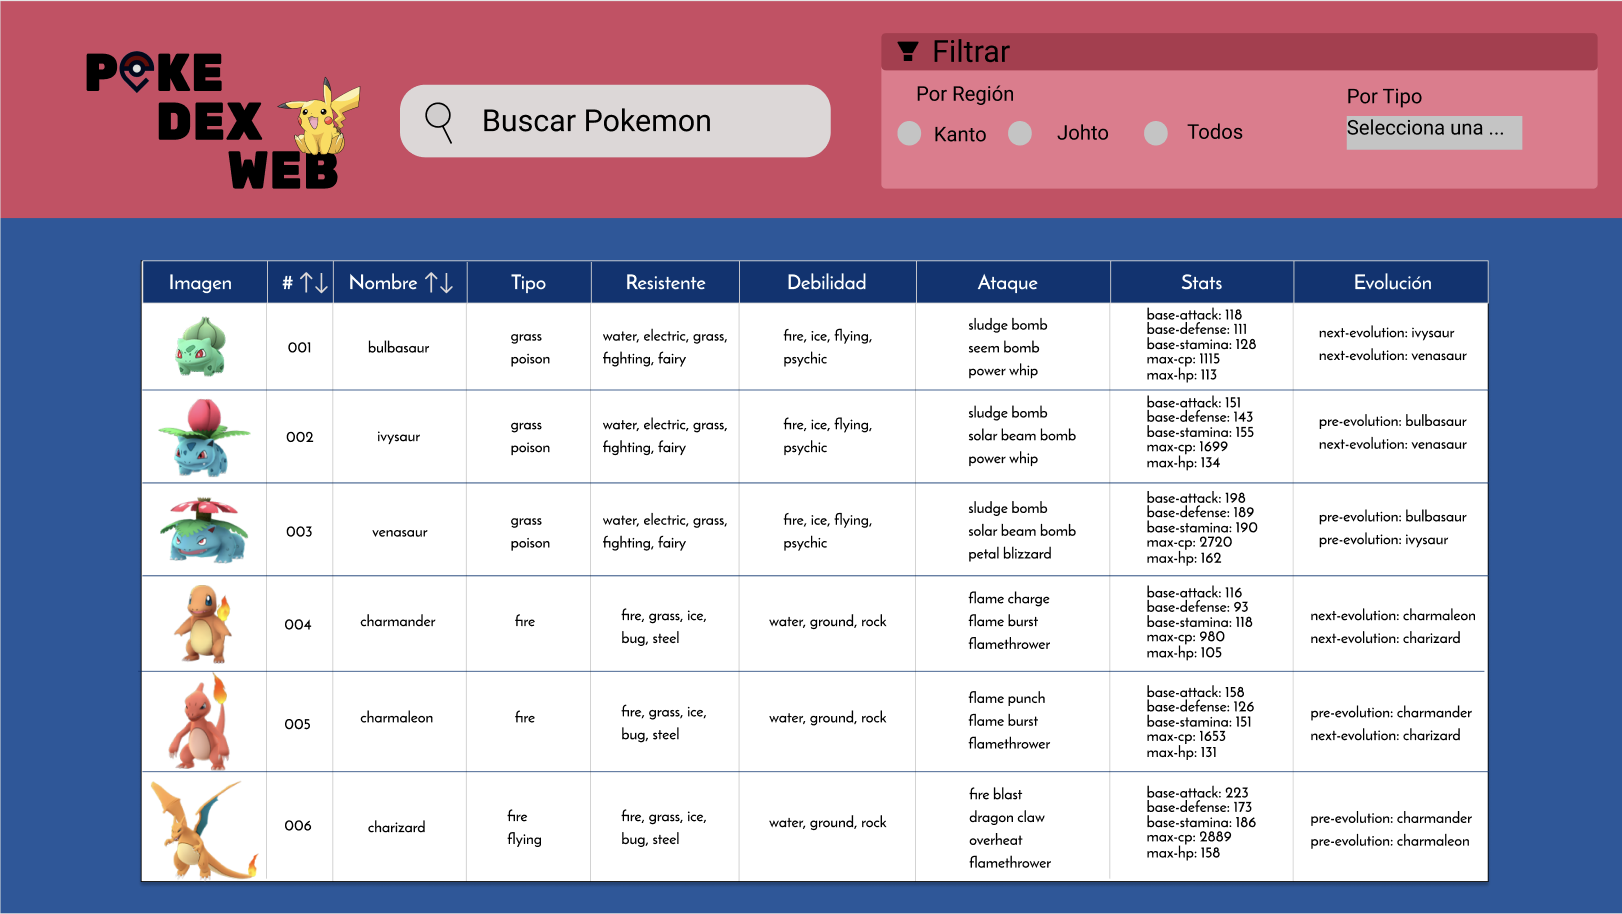 POKE
DEX
WEB
Buscar Pokemon
Filtrar
Por Región
Kanto Johto Todos
Por Tipo
Selecciona una ...
Imagen # ↑↓ Nombre ↑↓ Tipo Resistente Debilidad Ataque Stats Evolución
001
bulbasaur
grass
poison
water, electric, grass,
fighting, fairy
fire, ice, flying,
psychic
sludge bomb
seem bomb
power whip
base-attack: 118
base-defense: 111
base-stamina: 128
max-cp: 1115
max-hp: 113
next-evolution: ivysaur
next-evolution: venasaur
002
ivysaur
grass
poison
water, electric, grass,
fighting, fairy
fire, ice, flying,
psychic
sludge bomb
solar beam bomb
power whip
base-attack: 151
base-defense: 143
base-stamina: 155
max-cp: 1699
max-hp: 134
pre-evolution: bulbasaur
next-evolution: venasaur
003
venasaur
grass
poison
water, electric, grass,
fighting, fairy
fire, ice, flying,
psychic
sludge bomb
solar beam bomb
petal blizzard
base-attack: 198
base-defense: 189
base-stamina: 190
max-cp: 2720
max-hp: 162
pre-evolution: bulbasaur
pre-evolution: ivysaur
004
charmander
fire
fire, grass, ice,
bug, steel
water, ground, rock
flame charge
flame burst
flamethrower
base-attack: 116
base-defense: 93
base-stamina: 118
max-cp: 980
max-hp: 105
next-evolution: charmaleon
next-evolution: charizard
005
charmaleon
fire
fire, grass, ice,
bug, steel
water, ground, rock
flame punch
flame burst
flamethrower
base-attack: 158
base-defense: 126
base-stamina: 151
max-cp: 1653
max-hp: 131
pre-evolution: charmander
next-evolution: charizard
006
charizard
fire
flying
fire, grass, ice,
bug, steel
water, ground, rock
fire blast
dragon claw
overheat
flamethrower
base-attack: 223
base-defense: 173
base-stamina: 186
max-cp: 2889
max-hp: 158
pre-evolution: charmander
pre-evolution: charmaleon